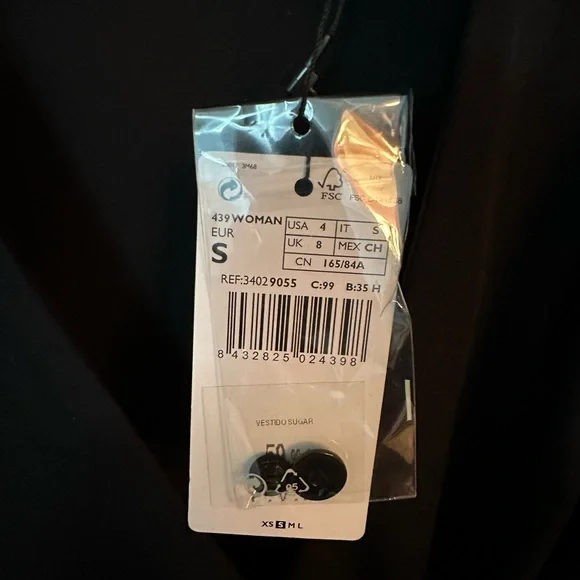 FSC
439 WOMAN
EUR
S
USA 4 IT S
UK 8 MEX CH
CN 165/84A
REF:34029055 C:99 B:35 H
8 432825 024398
VESTIDO SUGAR
05
XS S M L